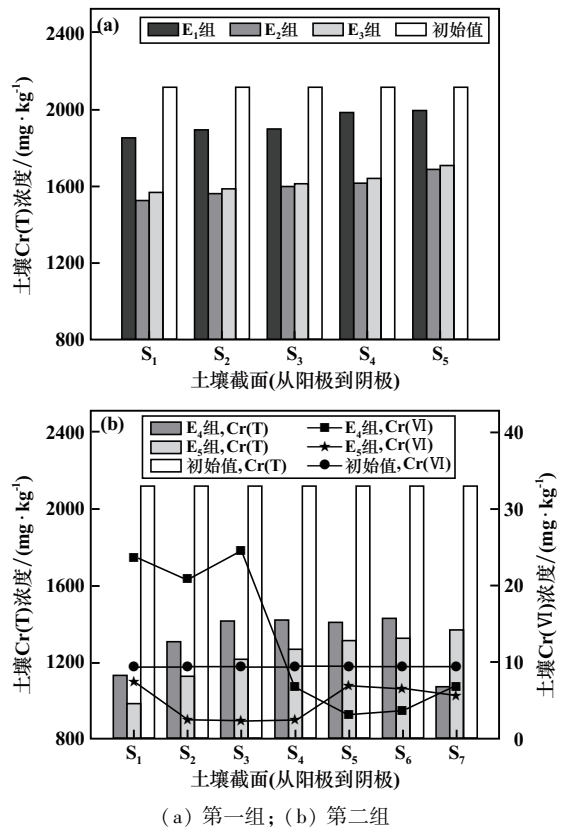 (a)
E₁组 E₂组 E₃组 初始值
2400
2000
1600
1200
800
土壤Cr(T)浓度/(mg·kg⁻¹)
S₁ S₂ S₃ S₄ S₅
土壤截面(从阳极到阴极)
(b)
E₄组,Cr(T) E₄组,Cr(Ⅵ)
E₅组,Cr(T) E₅组,Cr(Ⅵ)
初始值,Cr(T) 初始值,Cr(Ⅵ)
2400
2000
1600
1200
800
土壤Cr(T)浓度/(mg·kg⁻¹)
40
30
20
10
0
土壤Cr(Ⅵ)浓度/(mg·kg⁻¹)
S₁ S₂ S₃ S₄ S₅ S₆ S₇
土壤截面(从阳极到阴极)
(a) 第一组; (b) 第二组